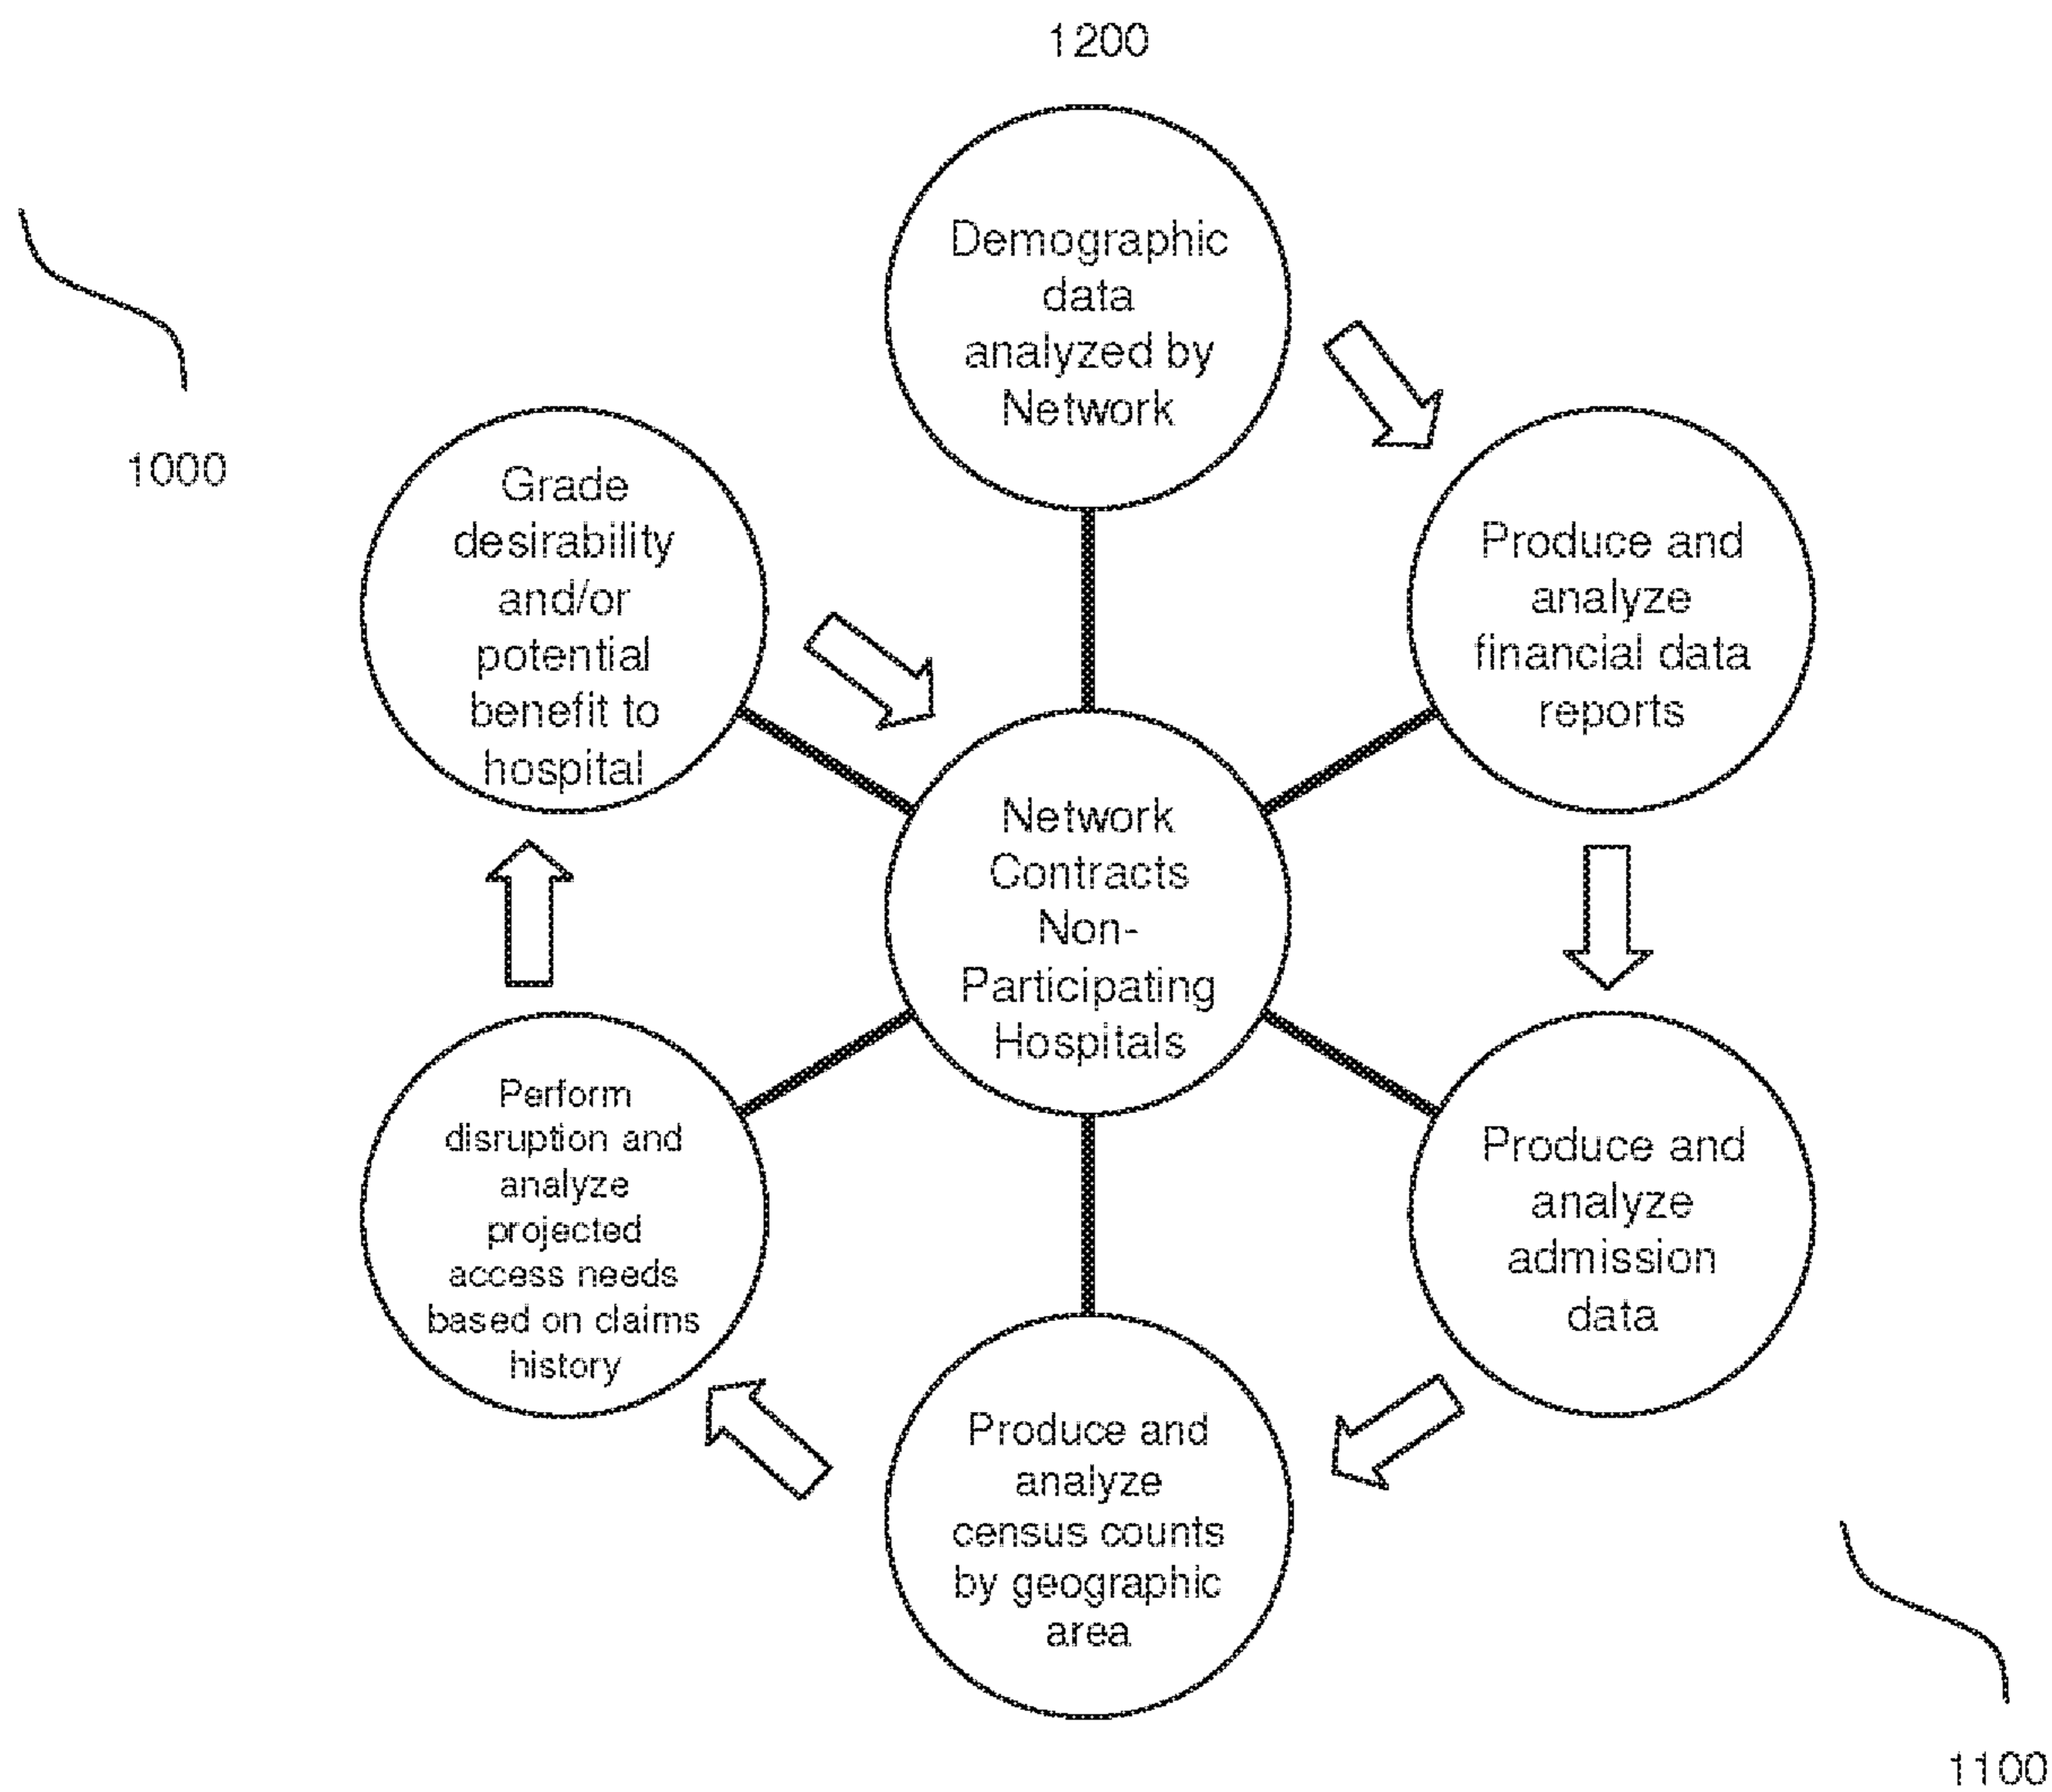 1200
Demographic
data
analyzed by
Network
1000
Grade
desirability
and/or
potential
benefit to
hospital
Produce and
analyze
financial data
reports
Network
Contracts
Non-
Participating
Hospitals
Perform
disruption and
analyze
projected
access needs
based on claims
history
Produce and
analyze
admission
data
Produce and
analyze
census counts
by geographic
area
1100